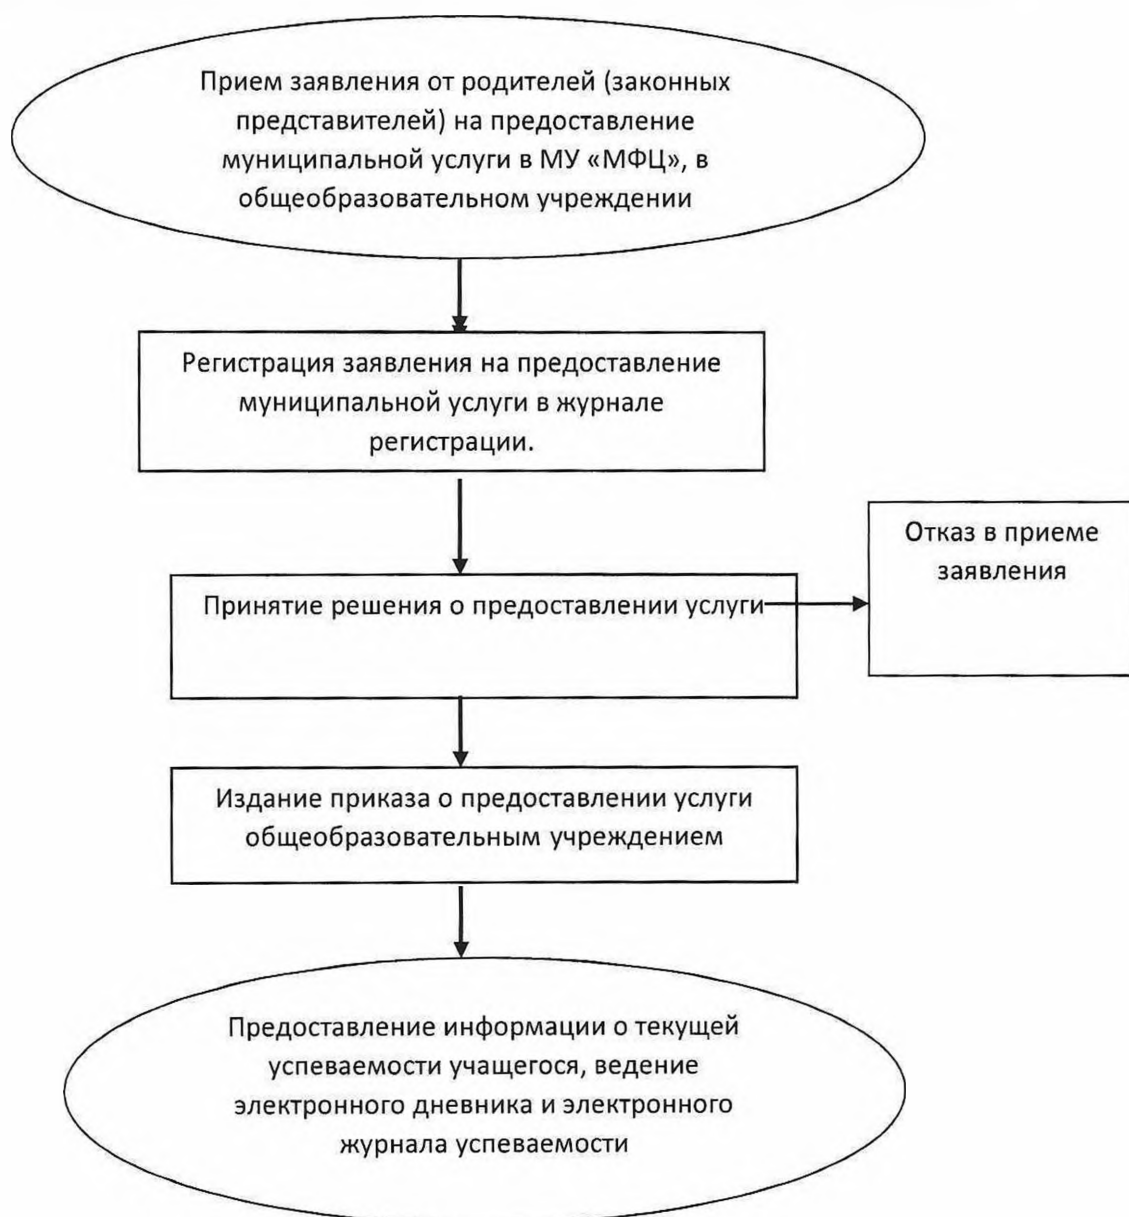 Прием заявления от родителей (законных
представителей) на предоставление
муниципальной услуги в МУ «МФЦ», в
общеобразовательном учреждении
Регистрация заявления на предоставление
муниципальной услуги в журнале
регистрации.
Отказ в приеме
заявления
Принятие решения о предоставлении услуги
Издание приказа о предоставлении услуги
общеобразовательным учреждением
Предоставление информации о текущей
успеваемости учащегося, ведение
электронного дневника и электронного
журнала успеваемости